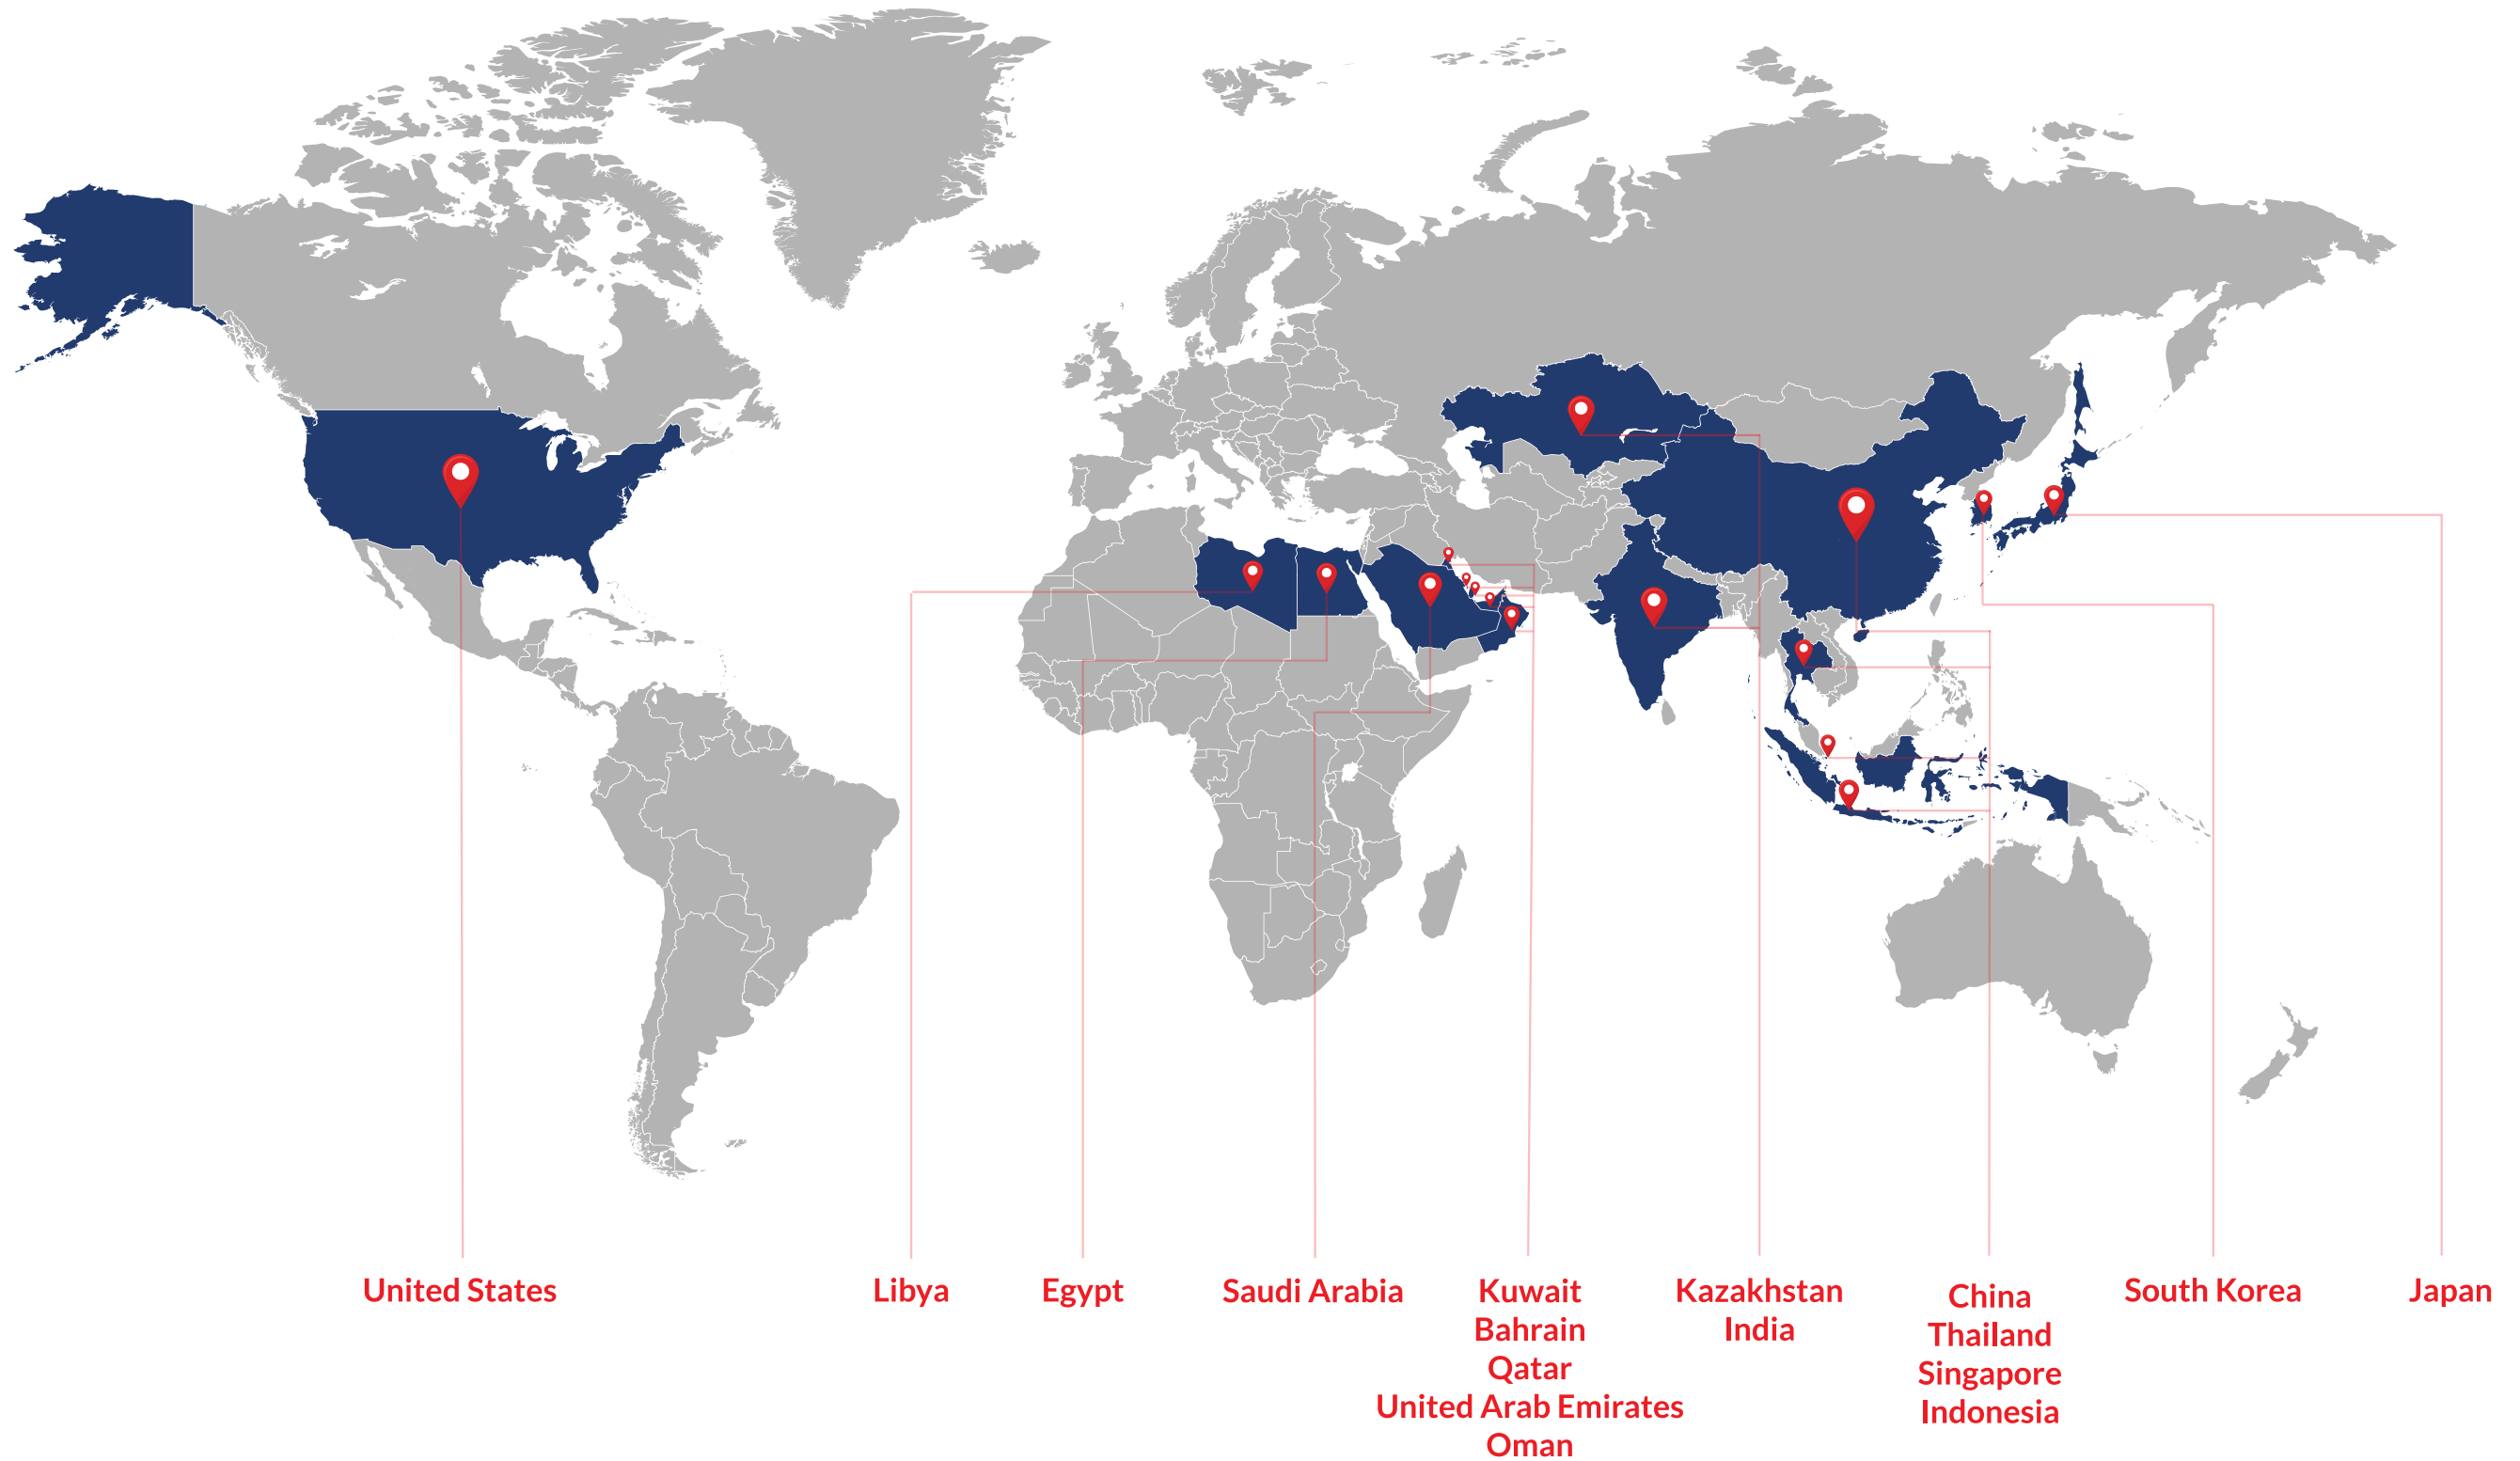 United States
Libya
Egypt
Saudi Arabia
Kuwait
Bahrain
Qatar
United Arab Emirates
Oman
Kazakhstan
India
China
Thailand
Singapore
Indonesia
South Korea
Japan